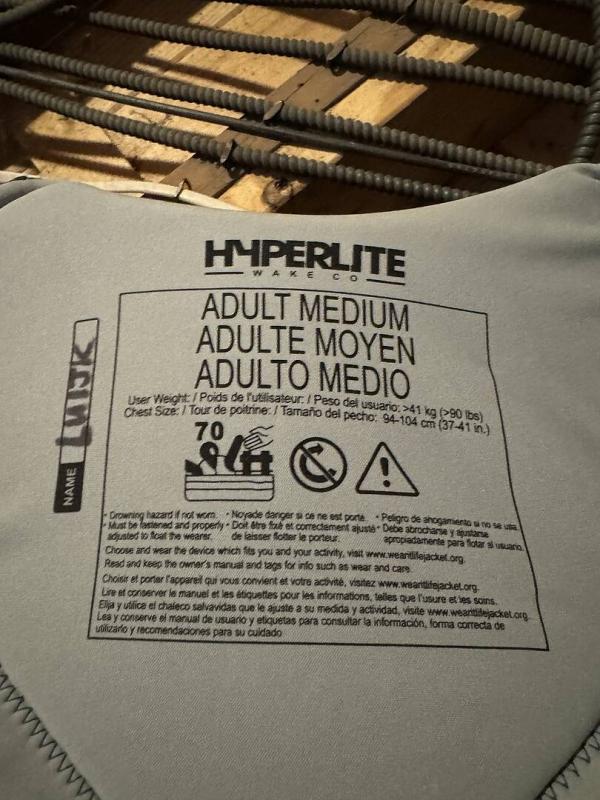 HYPERLITE
WAKE CO
ADULT MEDIUM
ADULTE MOYEN
ADULTO MEDIO
User Weight: / Poids de l'utilisateur: / Peso del usuario: >41 kg (>90 lbs)
Chest Size: / Tour de poitrine: / Tamaño del pecho: 94-104 cm (37-41 in.)
70
NAME
• Drowning hazard if not worn. • Noyade danger si ce ne est porté. • Peligro de ahogamiento si no se usa.
• Must be fastened and properly • Doit être fixé et correctement ajusté • Debe abrocharse y ajustarse
adjusted to float the wearer. de laisser flotter le porteur. apropiadamente para flotar al usuario.
Choose and wear the device which fits you and your activity, visit www.wearitlifejacket.org.
Read and keep the owner's manual and tags for info such as wear and care.
Choisir et porter l'appareil qui vous convient et votre activité, visitez www.wearitlifejacket.org.
Lire et conserver le manuel et les étiquettes pour les informations, telles que l'usure et les soins.
Elija y utilice el chaleco salvavidas que le ajuste a su medida y actividad, visite www.wearitlifejacket.org.
Lea y conserve el manual de usuario y etiquetas para consultar la información, forma correcta de
utilizarlo y recomendaciones para su cuidado